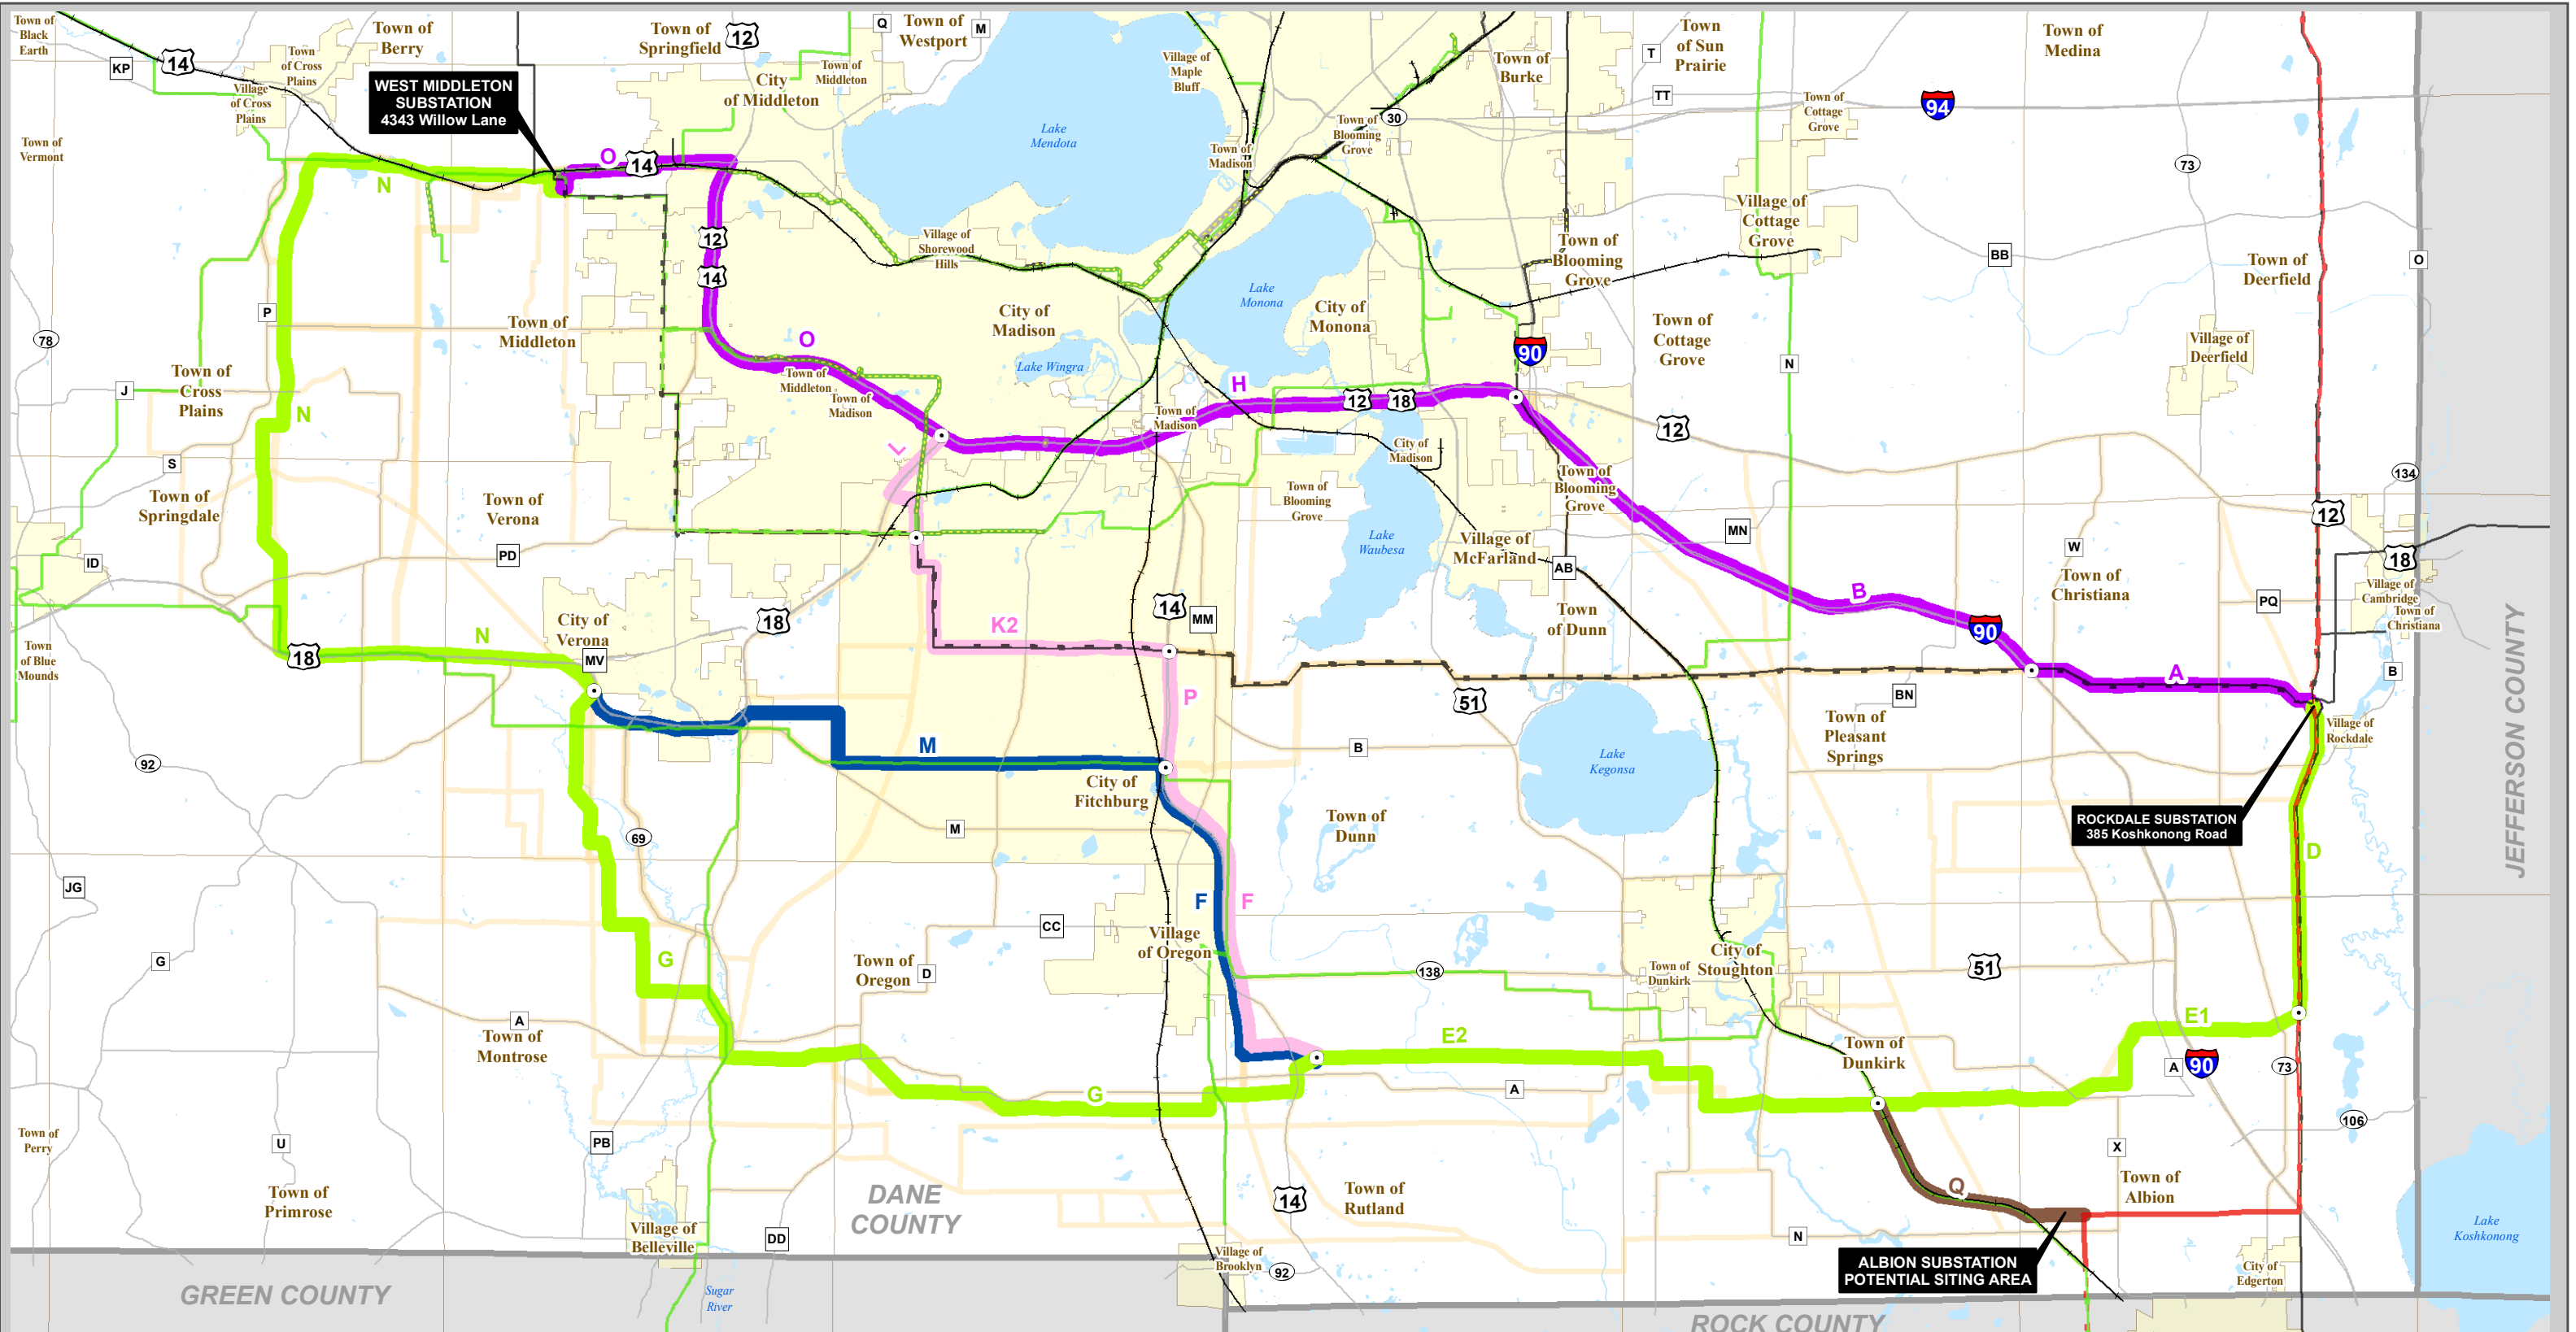 Town of
Black
Earth
Town of
Berry
Town of
Springfield
12
Q
Town of
Westport
M
Town of
Sun
Prairie
T
Town of
Medina
KP
14
Town
of Cross
Plains
Village
of Cross
Plains
City
of Middleton
Town of
Middleton
Village of
Maple
Bluff
Town of
Burke
TT
Town of
Cottage
Grove
94
WEST MIDDLETON
SUBSTATION
4343 Willow Lane
Lake
Mendota
Town of
Blooming
Grove
30
Town of
Vermont
N
O
14
Town of
Madison
73
Village of
Cottage
Grove
12
14
Village of
Shorewood
Hills
Town of
Blooming
Grove
BB
Town of
Deerfield
O
P
78
Town of
Middleton
City of
Madison
Lake
Monona
City of
Monona
Town of
Cottage
Grove
90
Village of
Deerfield
O
Lake Wingra
N
J
Town of
Cross
Plains
N
Town of
Middleton
Town of
Madison
H
12
18
Town of
Madison
12
S
L
City of
Madison
134
Town of
Springdale
Town of
Verona
Town of
Blooming
Grove
Town of
Blooming
Grove
MN
12
ID
PD
Lake
Waubesa
Village of
McFarland
AB
W
18
Town of
Christiana
Village of
Cambridge
Town of
Christiana
PQ
B
City of
Verona
18
K2
14
MM
Town
of Dunn
90
JEFFERSON COUNTY
Town
of Blue
Mounds
18
N
MV
P
51
BN
A
B
Town of
Pleasant
Springs
Village of
Rockdale
92
M
B
Lake
Kegonsa
City of
Fitchburg
M
69
Town of
Dunn
ROCKDALE SUBSTATION
385 Koshkonong Road
D
JG
F
F
CC
Village
of Oregon
G
G
Town of
Oregon
D
138
Town of
Dunkirk
City of
Stoughton
51
A
Town of
Montrose
E2
E1
Town of
Dunkirk
A
90
73
G
A
106
Town of
Perry
U
PB
X
Town of
Primrose
DANE
COUNTY
14
Town of
Rutland
Q
Town of
Albion
Village of
Belleville
DD
N
Lake
Koshkonong
Village of
Brooklyn
92
ALBION SUBSTATION
POTENTIAL SITING AREA
City of
Edgerton
GREEN COUNTY
Sugar
River
ROCK COUNTY